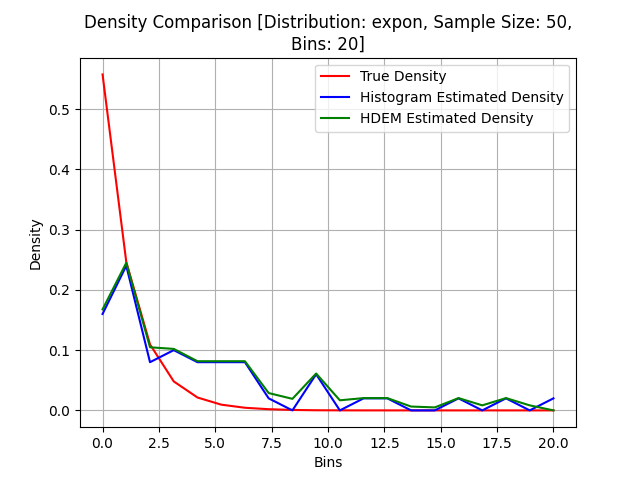 Density Comparison [Distribution: expon, Sample Size: 50,
Bins: 20]
True Density
Histogram Estimated Density
HDEM Estimated Density
Density
0.5
0.4
0.3
0.2
0.1
0.0
0.0 2.5 5.0 7.5 10.0 12.5 15.0 17.5 20.0
Bins